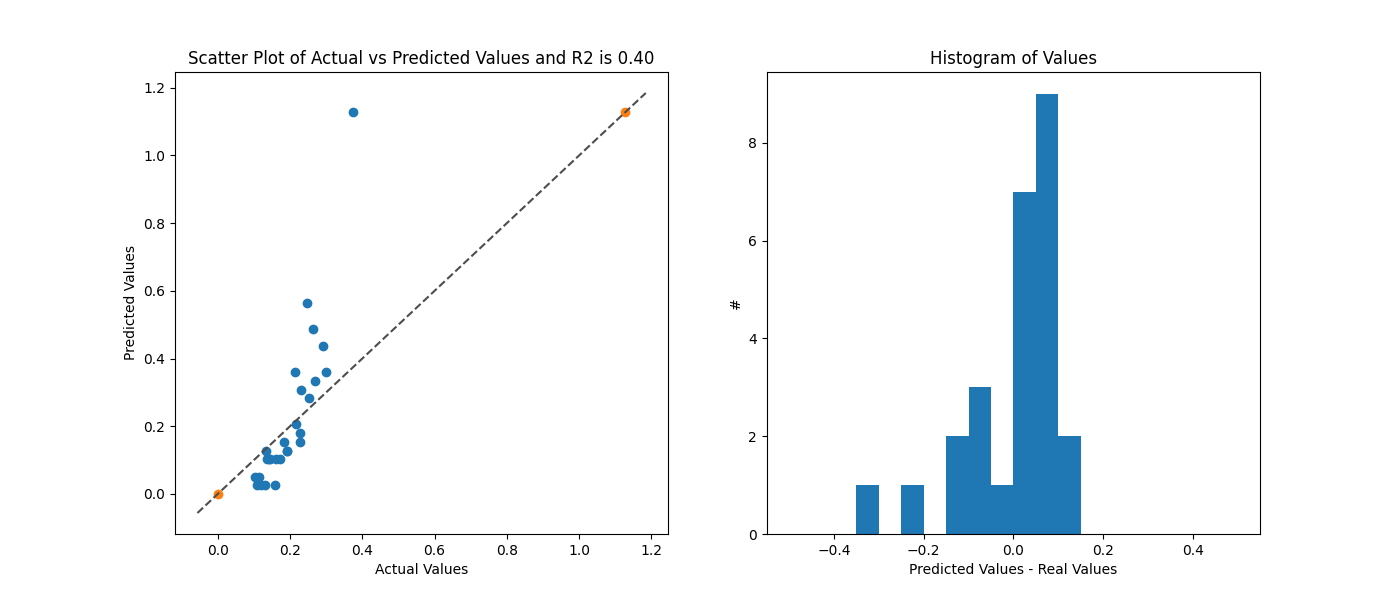 Scatter Plot of Actual vs Predicted Values and R2 is 0.40
1.2
1.0
0.8
0.6
0.4
0.2
0.0
Predicted Values
0.0 0.2 0.4 0.6 0.8 1.0 1.2
Actual Values
Histogram of Values
8
6
4
2
0
#
−0.4 −0.2 0.0 0.2 0.4
Predicted Values - Real Values